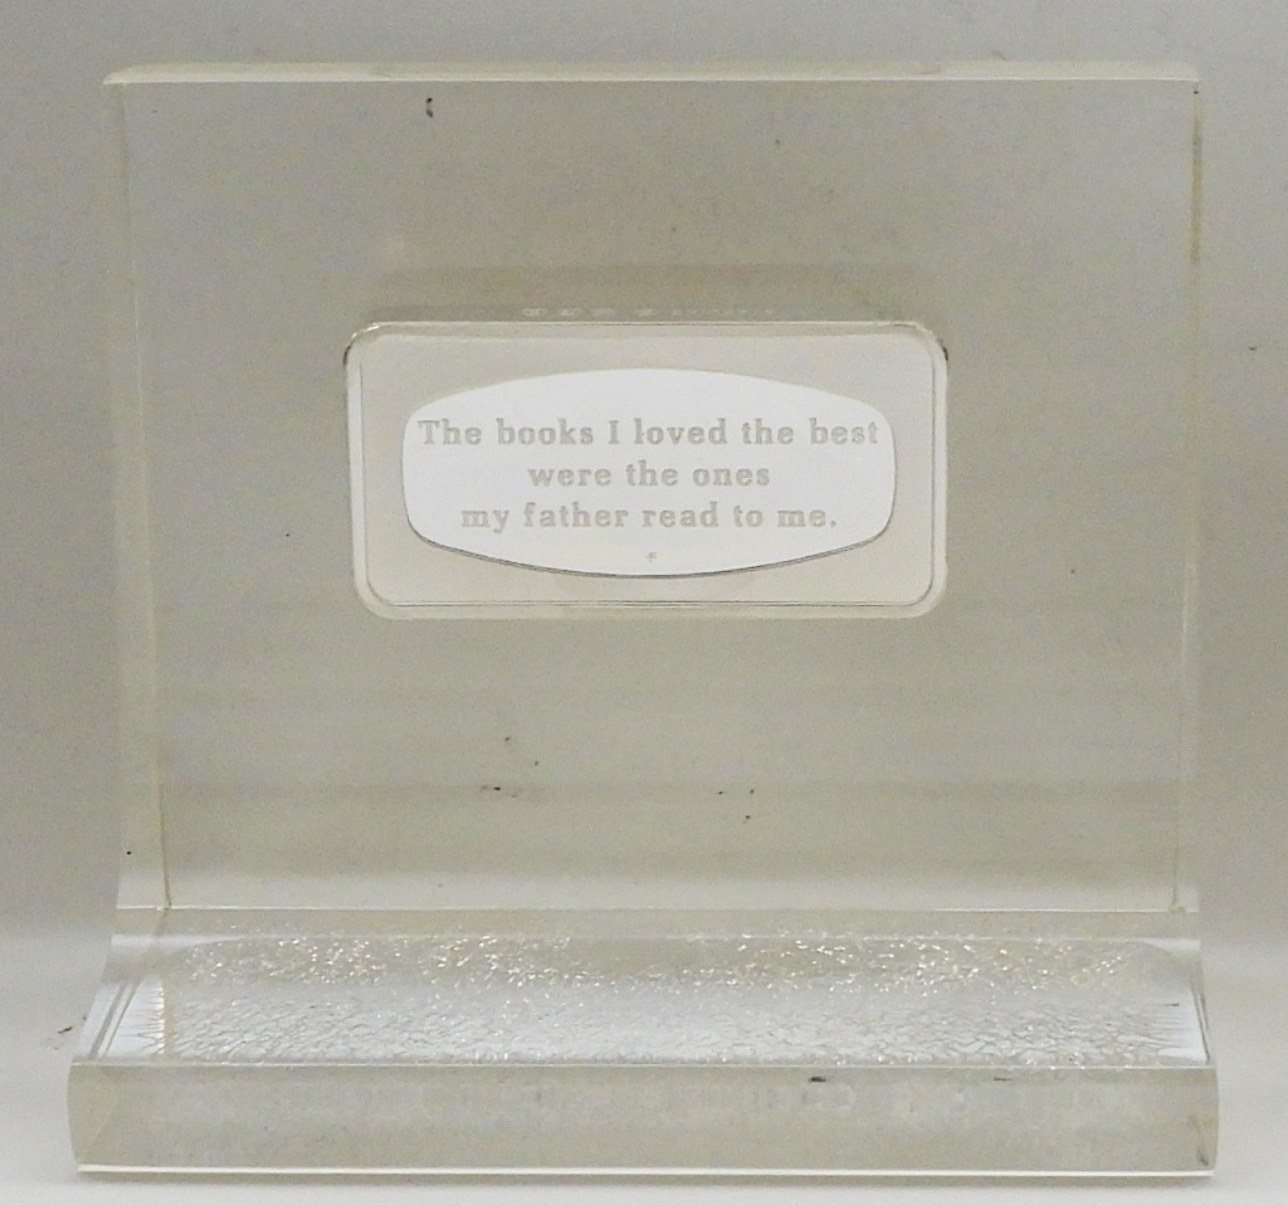 The books I loved the best
were the ones
my father read to me.